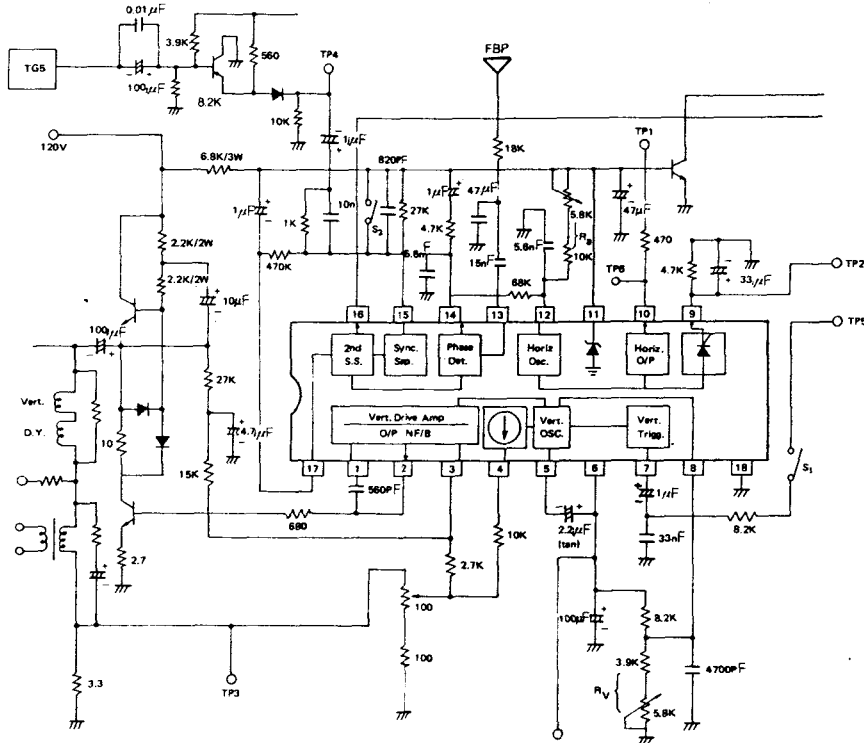 0.01µF
TG5
3.9K
100µF
8.2K
560
TP4
10K
1µF
FBP
18K
120V
6.8K/3W
1µF
1K
10n
S2
820PF
27K
470K
5.6nF
1µF
4.7K
47µF
15nF
68K
5.6nF
5.8K
RB
10K
TP1
47µF
470
TP6
4.7K
33µF
TP2
TP5
2.2K/2W
2.2K/2W
10µF
100µF
27K
4.7µF
15K
Vert.
D.Y.
10
2.7
3.3
16
15
14
13
12
11
10
9
2nd
S.S.
Sync.
Sep.
Phase
Det.
Horiz
Osc.
Horiz.
O/P
Vert. Drive Amp
O/P NF/B
Vert.
OSC.
Vert.
Trigg.
17
1
2
3
4
5
6
7
8
18
560PF
680
2.7K
10K
2.2µF
(tan)
1µF
33nF
8.2K
S1
100
100
TP3
100µF
8.2K
3.9K
RV
5.8K
4700PF